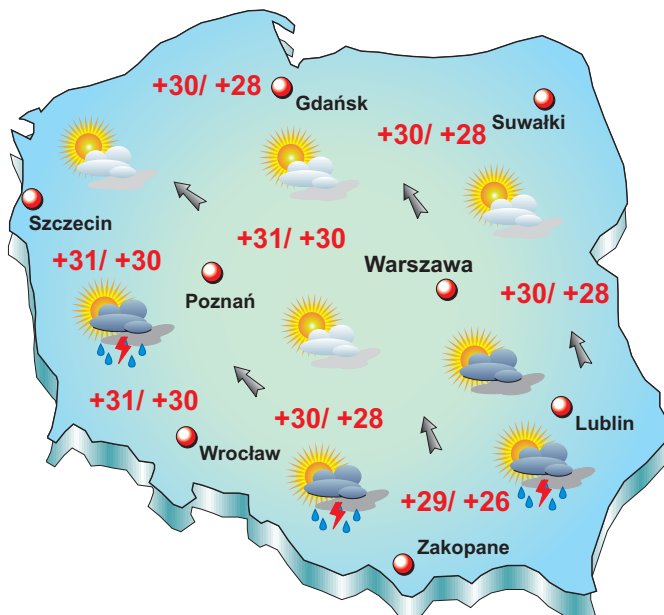 +30/ +28
Gdańsk
+30/ +28
Suwałki
Szczecin
+31/ +30
+31/ +30
Poznań
Warszawa
+30/ +28
+31/ +30
Wrocław
+30/ +28
Lublin
+29/ +26
Zakopane